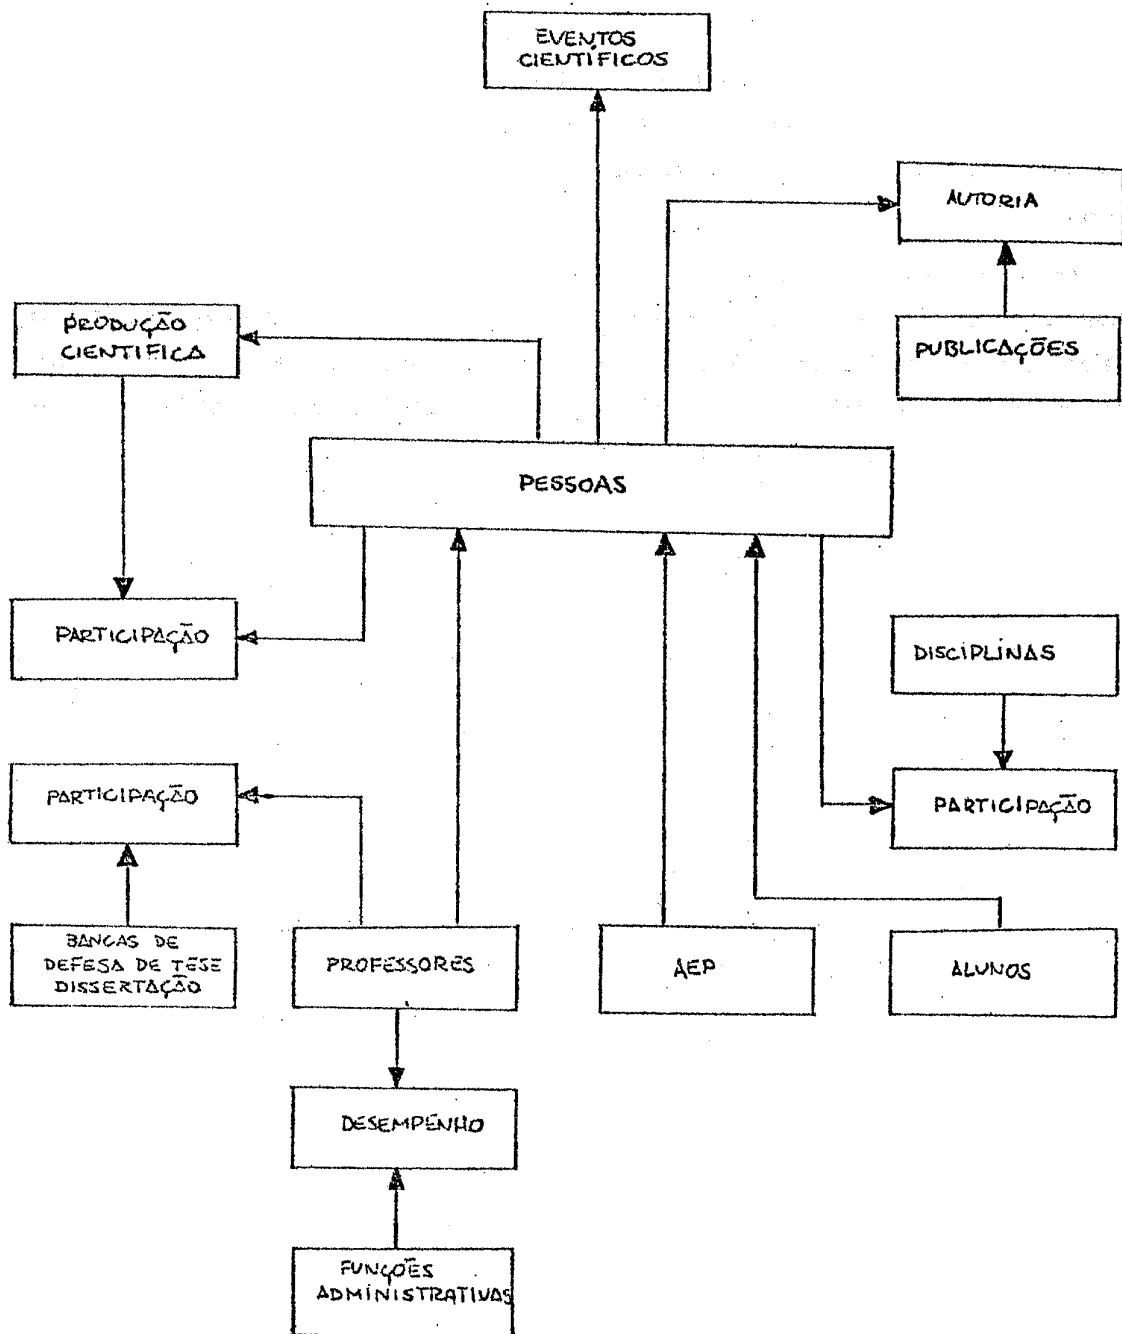 EVENTOS
CIENTÍFICOS
AUTORIA
PRODUÇÃO
CIENTIFICA
PUBLICAÇÕES
PESSOAS
PARTICIPAÇÃO
DISCIPLINAS
PARTICIPAÇÃO
PARTICIPAÇÃO
BANCAS DE
DEFESA DE TESE
DISSERTAÇÃO
PROFESSORES
AEP
ALUNOS
DESEMPENHO
FUNÇÕES
ADMINISTRATIVAS